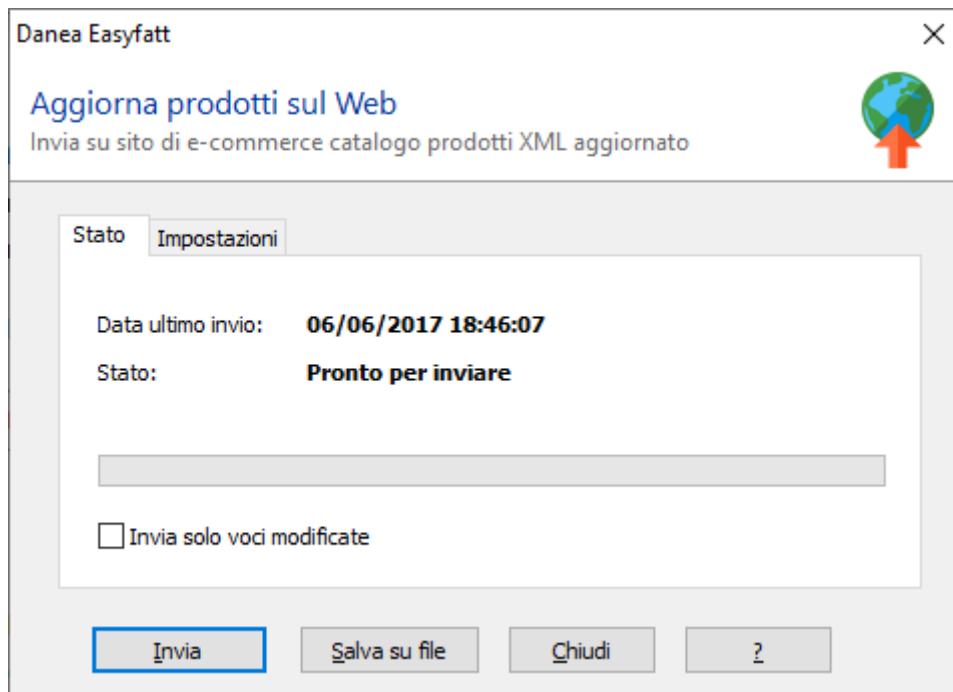 Danea Easyfatt
Aggiorna prodotti sul Web
Invia su sito di e-commerce catalogo prodotti XML aggiornato
Stato Impostazioni
Data ultimo invio: 06/06/2017 18:46:07
Stato: Pronto per inviare
Invia solo voci modificate
Invia Salva su file Chiudi ?